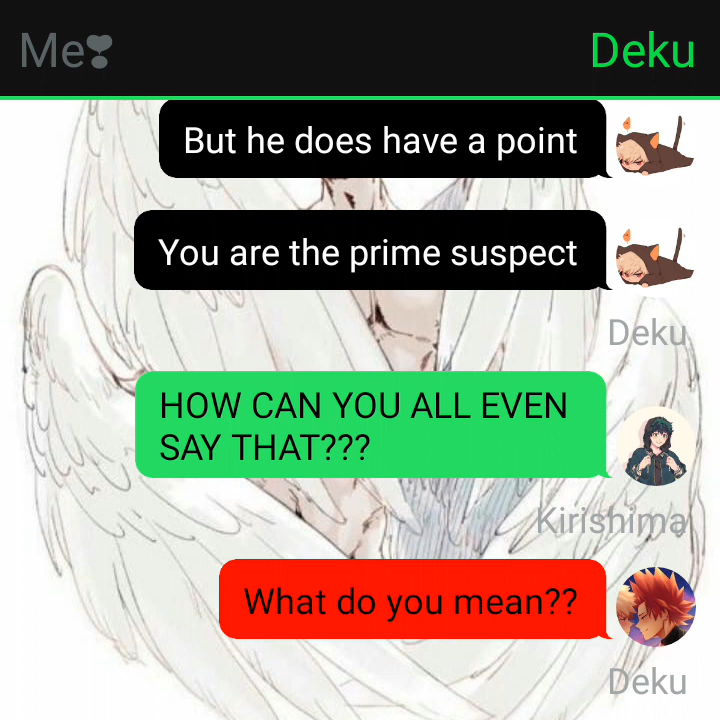 Me❣ Deku
But he does have a point
You are the prime suspect
Deku
HOW CAN YOU ALL EVEN
SAY THAT???
Kirishima
What do you mean??
Deku